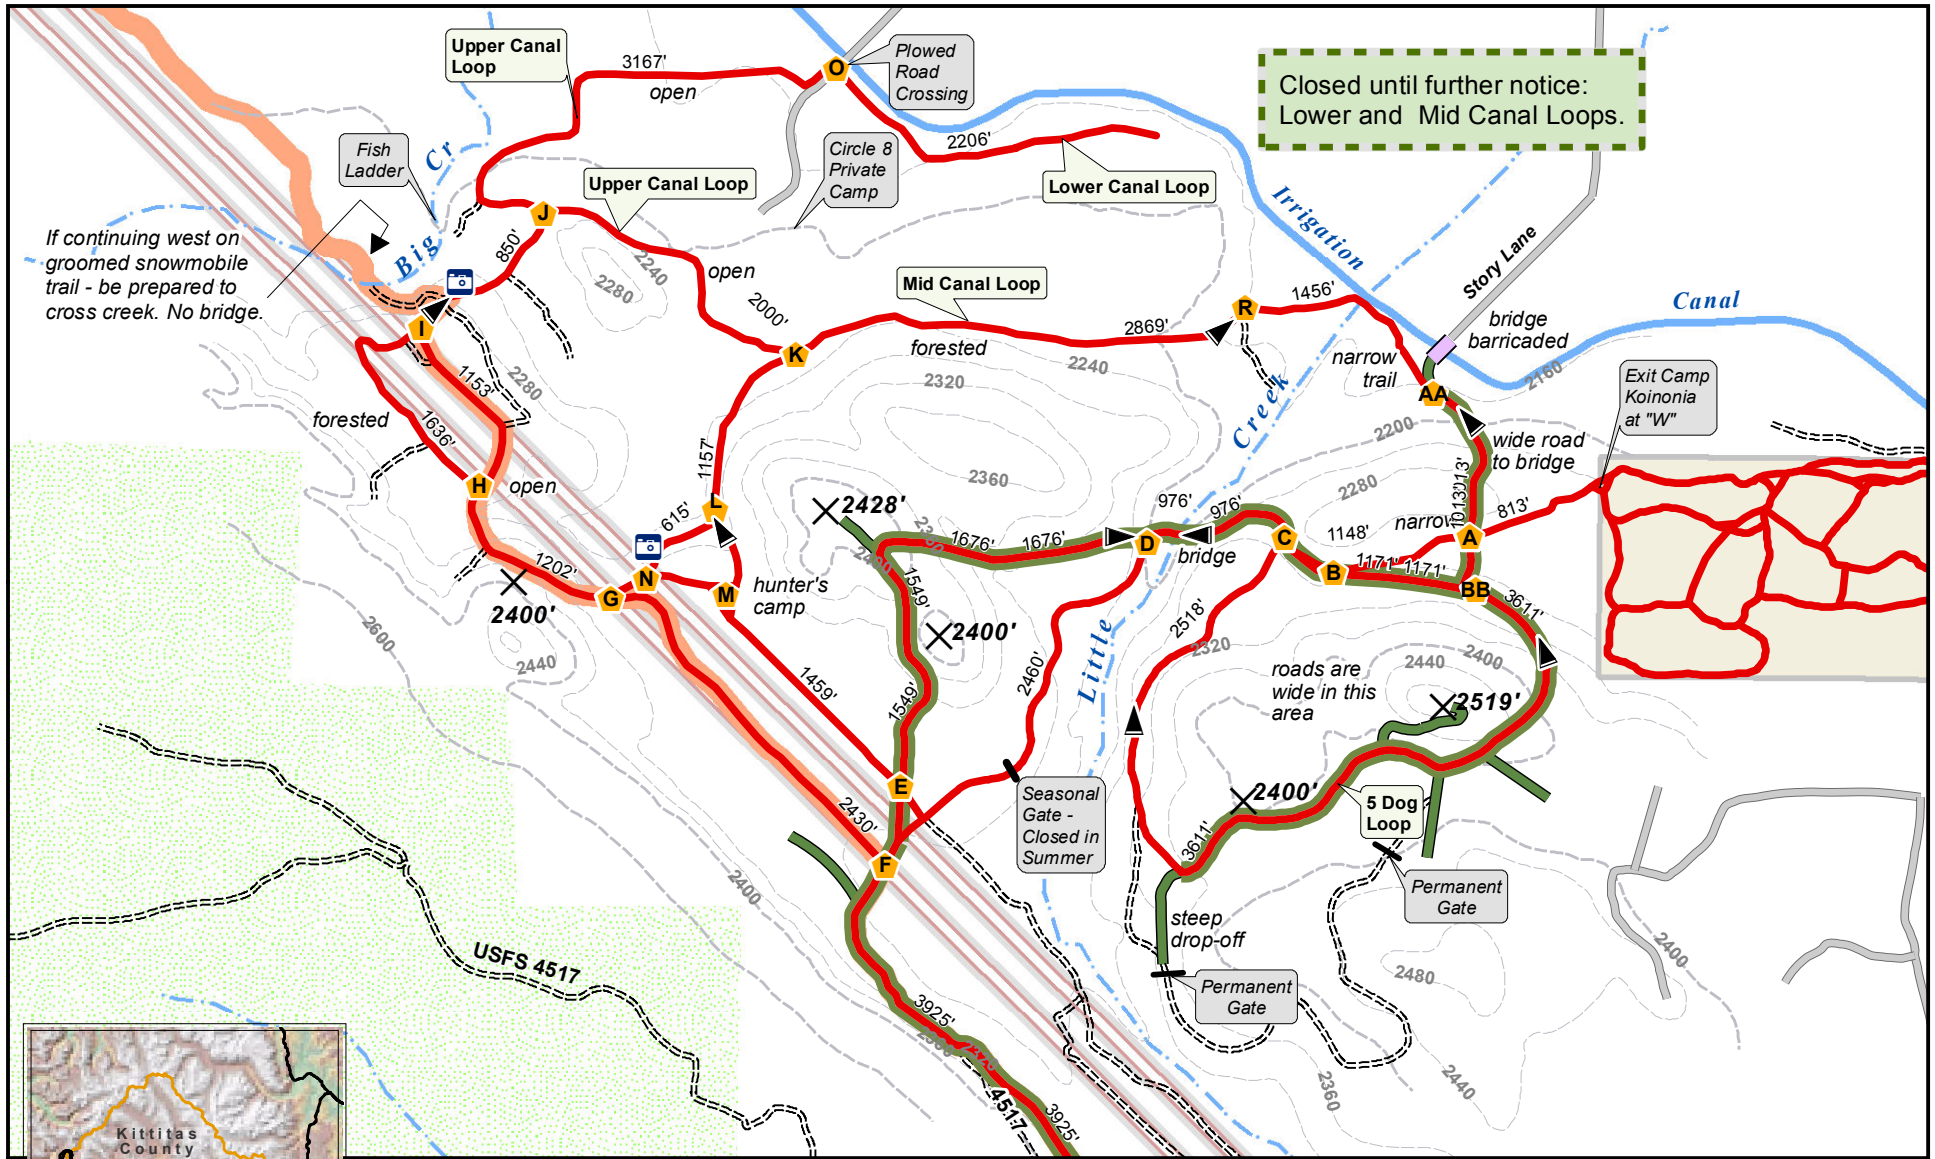 Upper Canal
Loop
3167'
open
O
Plowed
Road
Crossing
Closed until further notice:
Lower and Mid Canal Loops.
Fish
Ladder
Big Cr
Upper Canal Loop
Circle 8
Private
Camp
2206'
Lower Canal Loop
Irrigation
Canal
Story Lane
If continuing west on
groomed snowmobile
trail - be prepared to
cross creek. No bridge.
J
850'
I
2240
2280
open
2000'
Mid Canal Loop
K
forested
2869'
2240
2320
R
1456'
bridge
barricaded
narrow
trail
AA
2160
Exit Camp
Koinonia
at "W"
1153'
2280
forested
1636'
H
open
1157'
L
615'
2360
2428'
Creek
Little
2200
2280
wide road
to bridge
1013'
013'
813'
narrow
A
976'
976'
C
1148'
D
bridge
1676'
1676'
1171'
1171'
B
BB
3611'
1202'
G
N
M
hunter's
camp
2400'
2440
2600
1549'
1549'
2400'
2460'
2518'
2320
roads are
wide in this
area
2440
2400
2519'
1459'
E
2430'
F
Seasonal
Gate -
Closed in
Summer
2400'
5 Dog
Loop
3611'
Permanent
Gate
steep
drop-off
Permanent
Gate
2400
2480
2400
2440
2360
USFS 4517
3925'
2320
4517
3925'
Kittitas
County